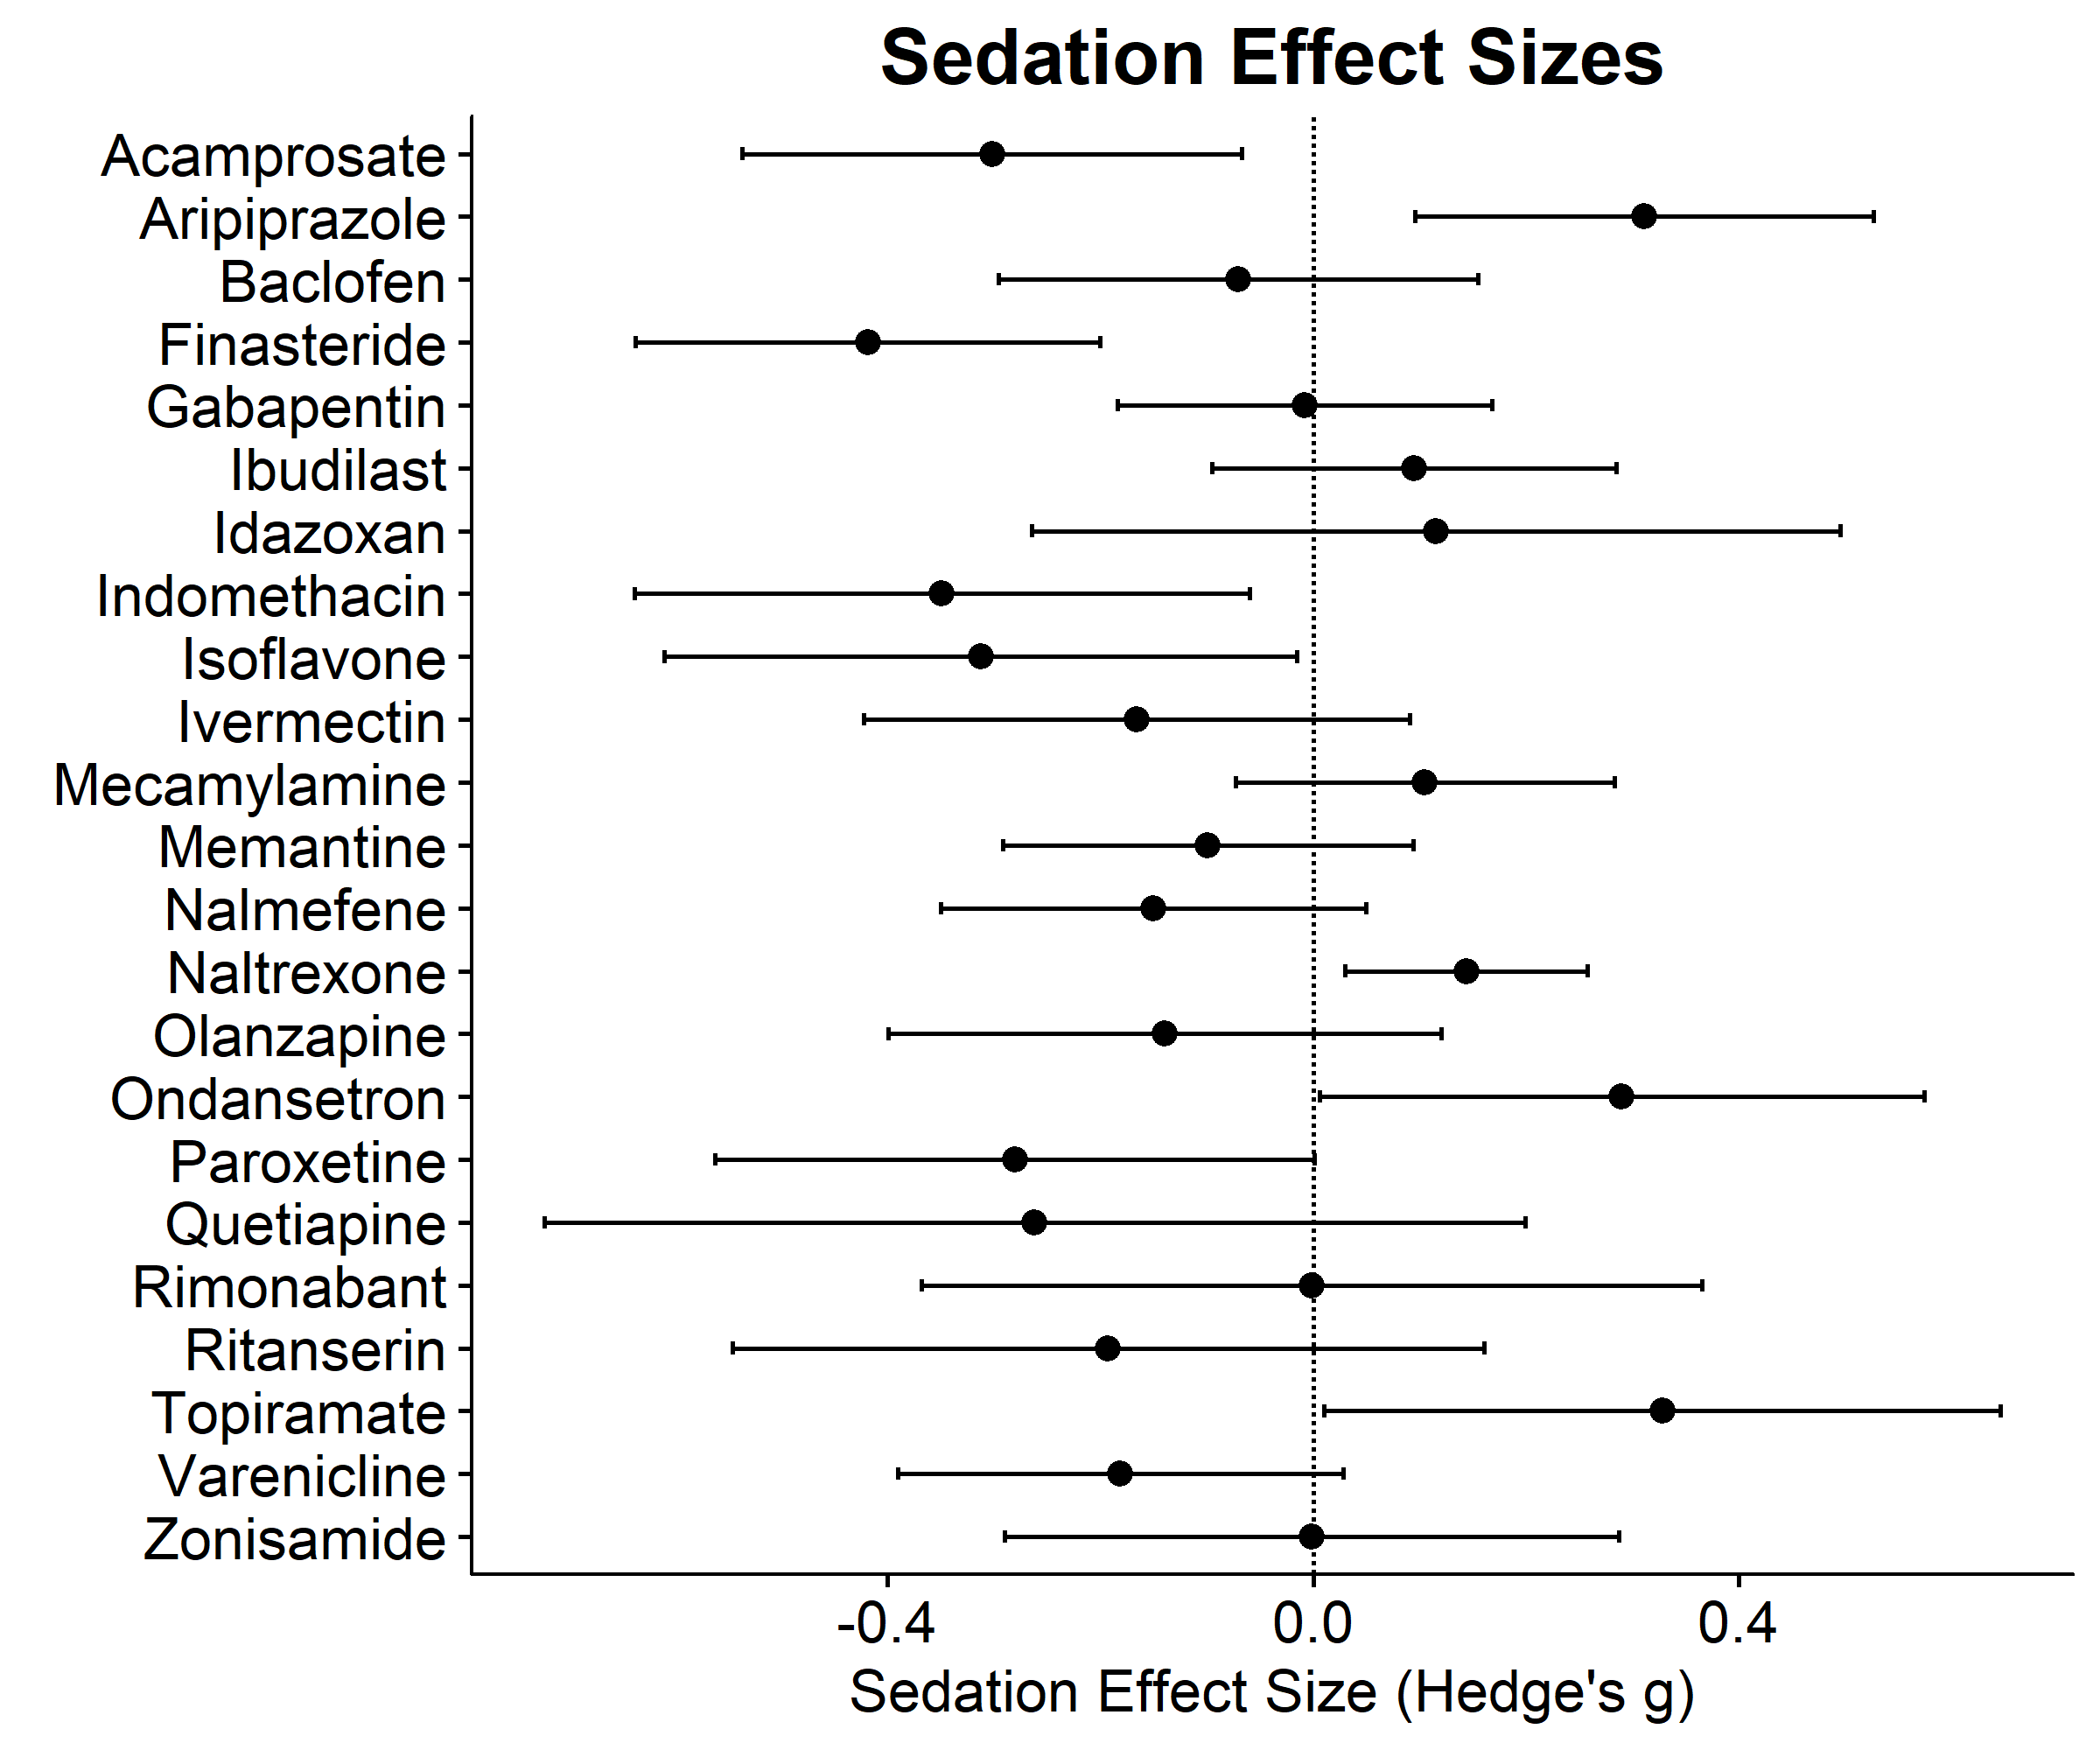 Sedation Effect Sizes
Acamprosate
Aripiprazole
Baclofen
Finasteride
Gabapentin
Ibudilast
Idazoxan
Indomethacin
Isoflavone
Ivermectin
Mecamylamine
Memantine
Nalmefene
Naltrexone
Olanzapine
Ondansetron
Paroxetine
Quetiapine
Rimonabant
Ritanserin
Topiramate
Varenicline
Zonisamide
-0.4 0.0 0.4
Sedation Effect Size (Hedge's g)